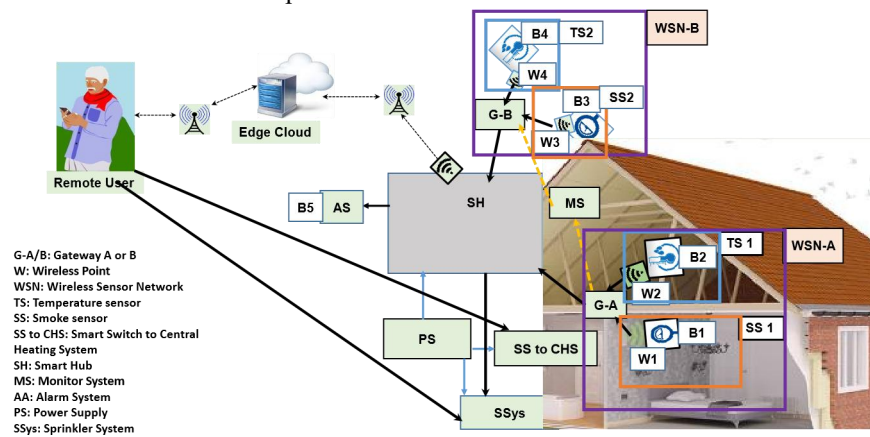 B4
TS2
WSN-B
W4
B3
SS2
G-B
W3
Edge Cloud
Remote User
B5
AS
SH
MS
TS 1
WSN-A
B2
W2
G-A
B1
SS 1
W1
PS
SS to CHS
SSys
G-A/B: Gateway A or B
W: Wireless Point
WSN: Wireless Sensor Network
TS: Temperature sensor
SS: Smoke sensor
SS to CHS: Smart Switch to Central
Heating System
SH: Smart Hub
MS: Monitor System
AA: Alarm System
PS: Power Supply
SSys: Sprinkler System